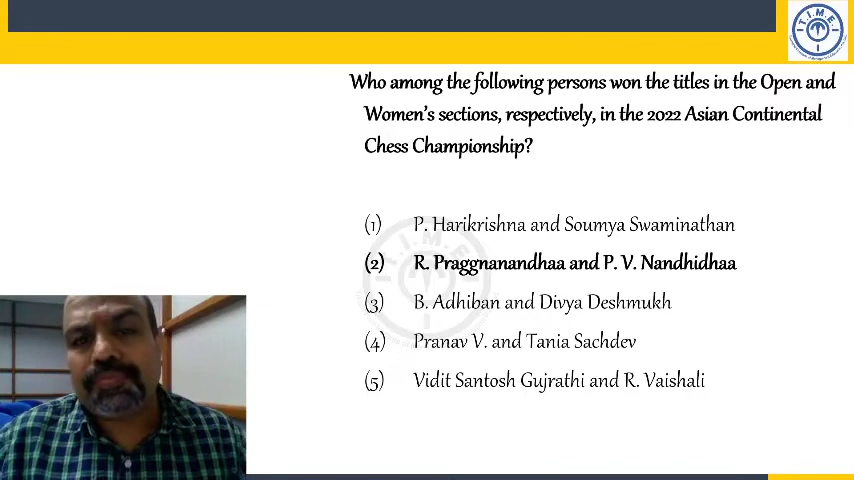 T.I.M.E.
Who among the following persons won the titles in the Open and
Women's sections, respectively, in the 2022 Asian Continental
Chess Championship?
(1) P. Harikrishna and Soumya Swaminathan
(2) R. Praggnanandhaa and P. V. Nandhidhaa
(3) B. Adhiban and Divya Deshmukh
(4) Pranav V. and Tania Sachdev
(5) Vidit Santosh Gujrathi and R. Vaishali